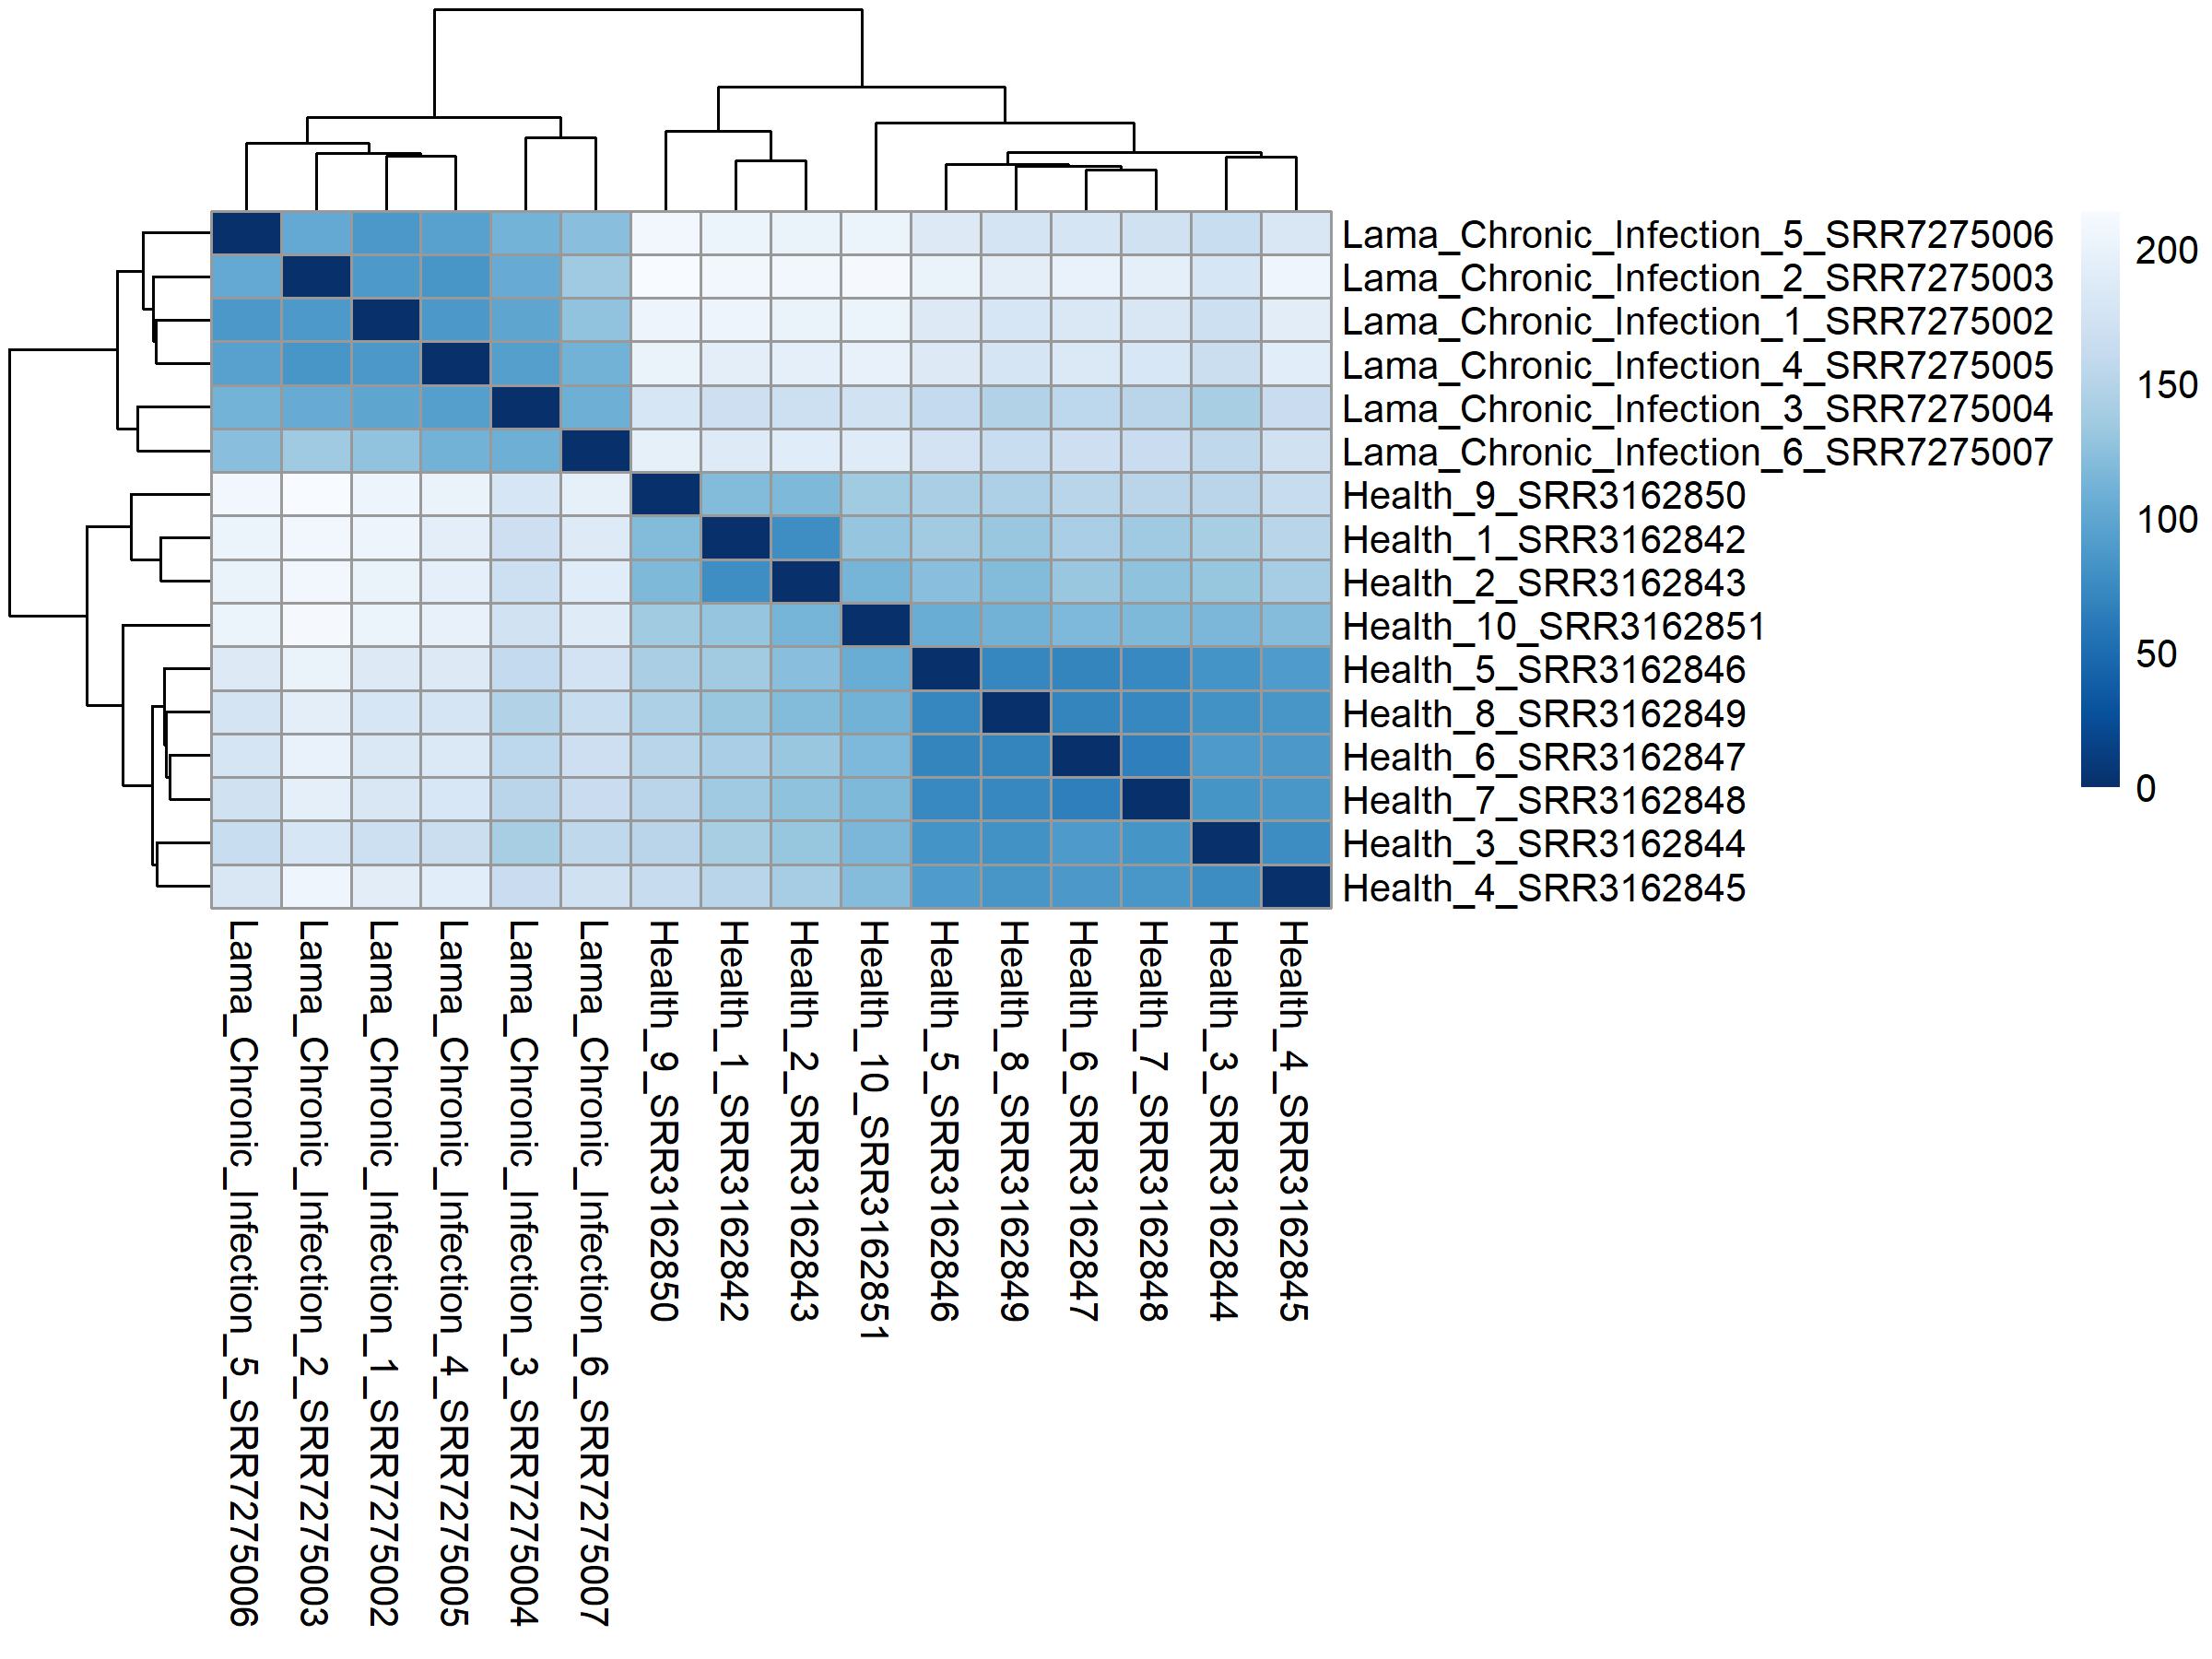 Lama_Chronic_Infection_5_SRR7275006
Lama_Chronic_Infection_2_SRR7275003
Lama_Chronic_Infection_1_SRR7275002
Lama_Chronic_Infection_4_SRR7275005
Lama_Chronic_Infection_3_SRR7275004
Lama_Chronic_Infection_6_SRR7275007
Health_9_SRR3162850
Health_1_SRR3162842
Health_2_SRR3162843
Health_10_SRR3162851
Health_5_SRR3162846
Health_8_SRR3162849
Health_6_SRR3162847
Health_7_SRR3162848
Health_3_SRR3162844
Health_4_SRR3162845
200
150
100
50
0
Lama_Chronic_Infection_5_SRR7275006
Lama_Chronic_Infection_2_SRR7275003
Lama_Chronic_Infection_1_SRR7275002
Lama_Chronic_Infection_4_SRR7275005
Lama_Chronic_Infection_3_SRR7275004
Lama_Chronic_Infection_6_SRR7275007
Health_9_SRR3162850
Health_1_SRR3162842
Health_2_SRR3162843
Health_10_SRR3162851
Health_5_SRR3162846
Health_8_SRR3162849
Health_6_SRR3162847
Health_7_SRR3162848
Health_3_SRR3162844
Health_4_SRR3162845